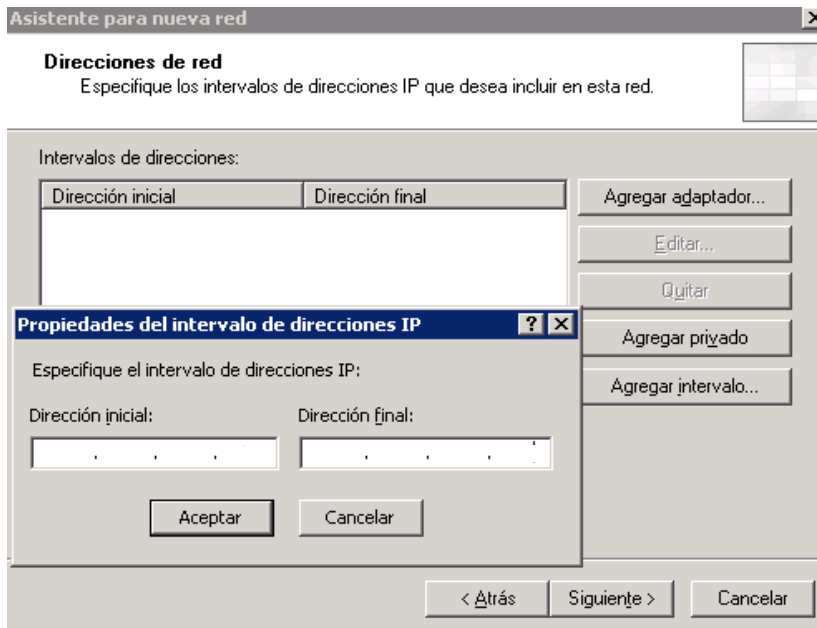 Asistente para nueva red
Direcciones de red
Especifique los intervalos de direcciones IP que desea incluir en esta red.
Intervalos de direcciones:
Dirección inicial Dirección final
Agregar adaptador...
Editar...
Quitar
Agregar privado
Agregar intervalo...
Propiedades del intervalo de direcciones IP
Especifique el intervalo de direcciones IP:
Dirección inicial: Dirección final:
. . . . . .
Aceptar Cancelar
< Atrás Siguiente > Cancelar